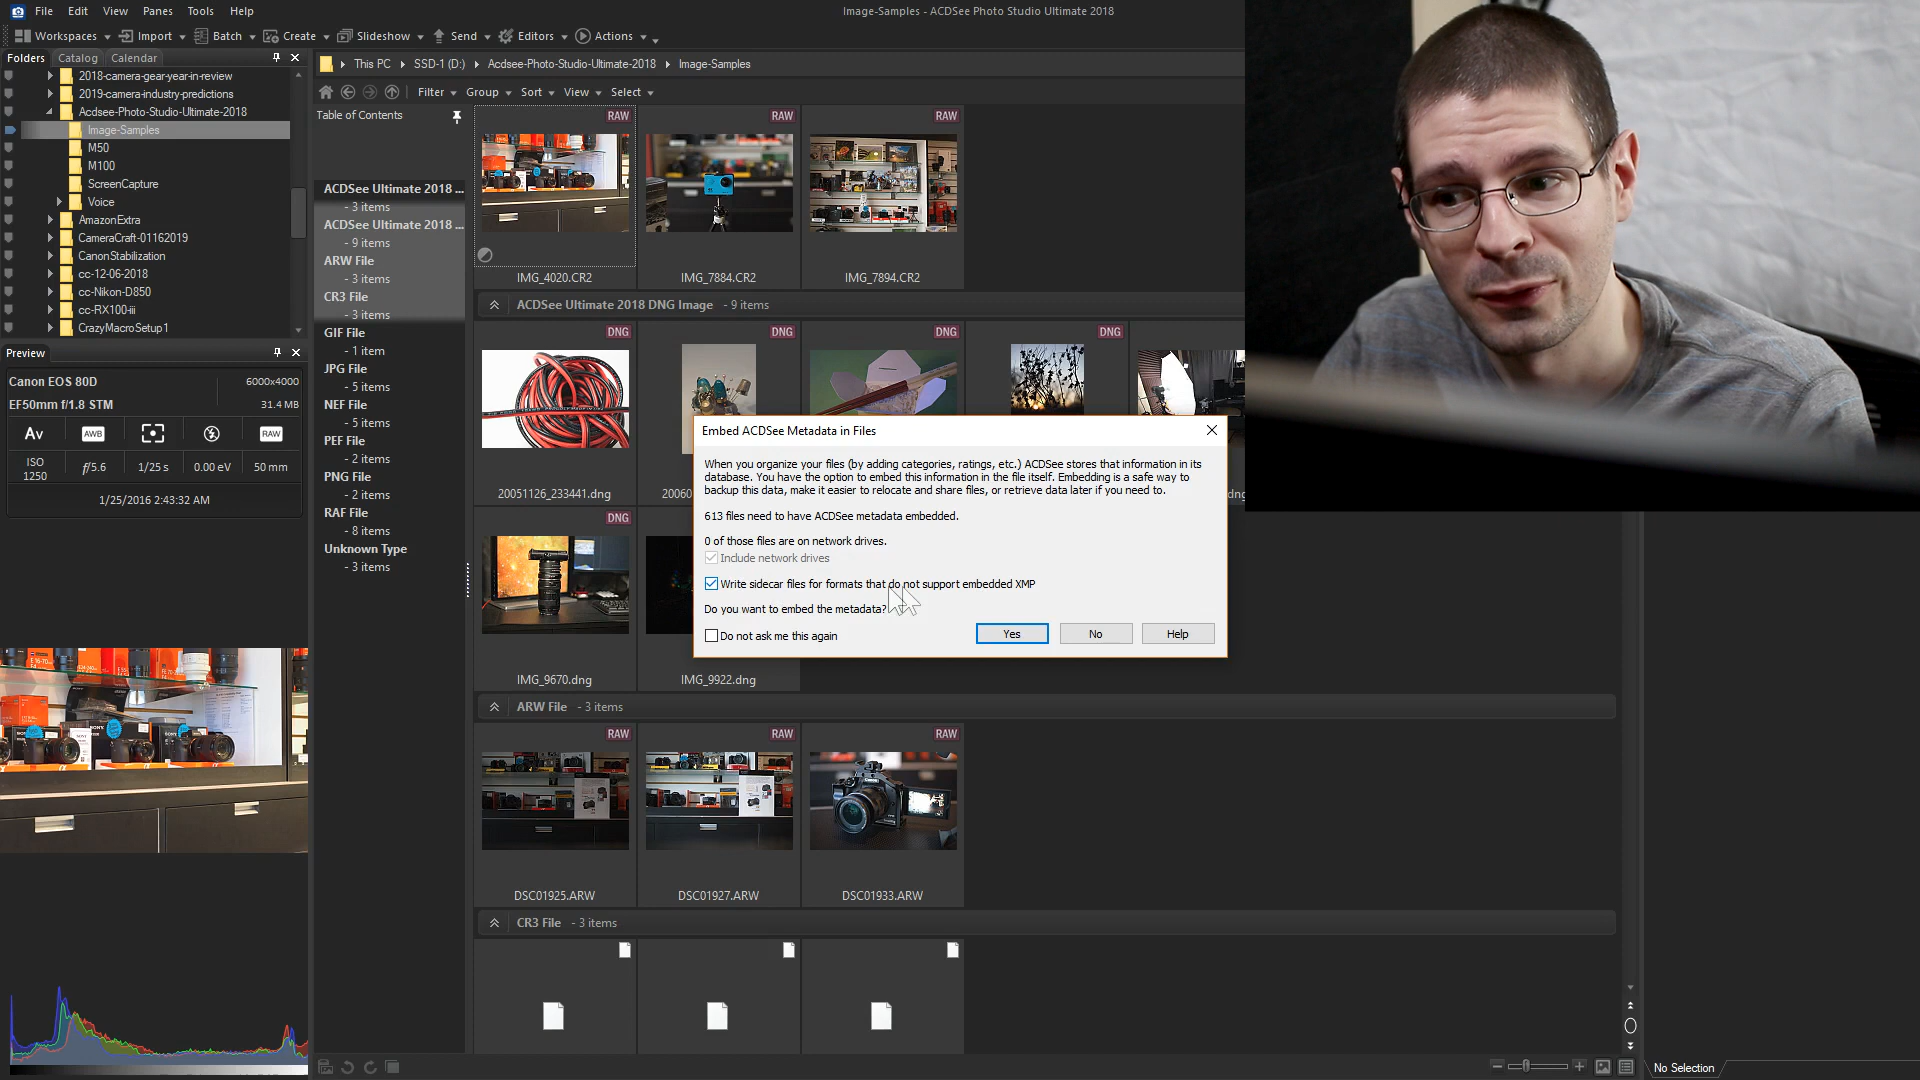 File Edit View Panes Tools Help
Image-Samples - ACDSee Photo Studio Ultimate 2018
Workspaces Import Batch Create Slideshow Send Editors Actions
Folders Catalog Calendar
2018-camera-gear-year-in-review
2019-camera-industry-predictions
Acdsee-Photo-Studio-Ultimate-2018
Image-Samples
M50
M100
ScreenCapture
Voice
AmazonExtra
CameraCraft-01162019
CanonStabilization
cc-12-06-2018
cc-Nikon-D850
cc-RX100-iii
CrazyMacroSetup1
Preview
Canon EOS 80D 6000x4000
EF50mm f/1.8 STM 31.4 MB
Av AWB RAW
ISO
1250
f/5.6 1/25 s 0.00 eV 50 mm
1/25/2016 2:43:32 AM
This PC SSD-1 (D:) Acdsee-Photo-Studio-Ultimate-2018 Image-Samples
Filter Group Sort View Select
Table of Contents
ACDSee Ultimate 2018 ...
- 3 items
ACDSee Ultimate 2018 ...
- 9 items
ARW File
- 3 items
CR3 File
- 3 items
GIF File
- 1 item
JPG File
- 5 items
NEF File
- 5 items
PEF File
- 2 items
PNG File
- 2 items
RAF File
- 8 items
Unknown Type
- 3 items
RAW RAW RAW
IMG_4020.CR2 IMG_7884.CR2 IMG_7894.CR2
ACDSee Ultimate 2018 DNG Image - 9 items
DNG DNG DNG DNG
20051126_233441.dng 20060
Embed ACDSee Metadata in Files
When you organize your files (by adding categories, ratings, etc.) ACDSee stores that information in its
database. You have the option to embed this information in the file itself. Embedding is a safe way to
backup this data, make it easier to relocate and share files, or retrieve data later if you need to.
613 files need to have ACDSee metadata embedded.
0 of those files are on network drives.
Include network drives
Write sidecar files for formats that do not support embedded XMP
Do you want to embed the metadata?
Do not ask me this again
Yes No Help
dng
DNG
IMG_9670.dng IMG_9922.dng
ARW File - 3 items
RAW RAW RAW
DSC01925.ARW DSC01927.ARW DSC01933.ARW
CR3 File - 3 items
No Selection